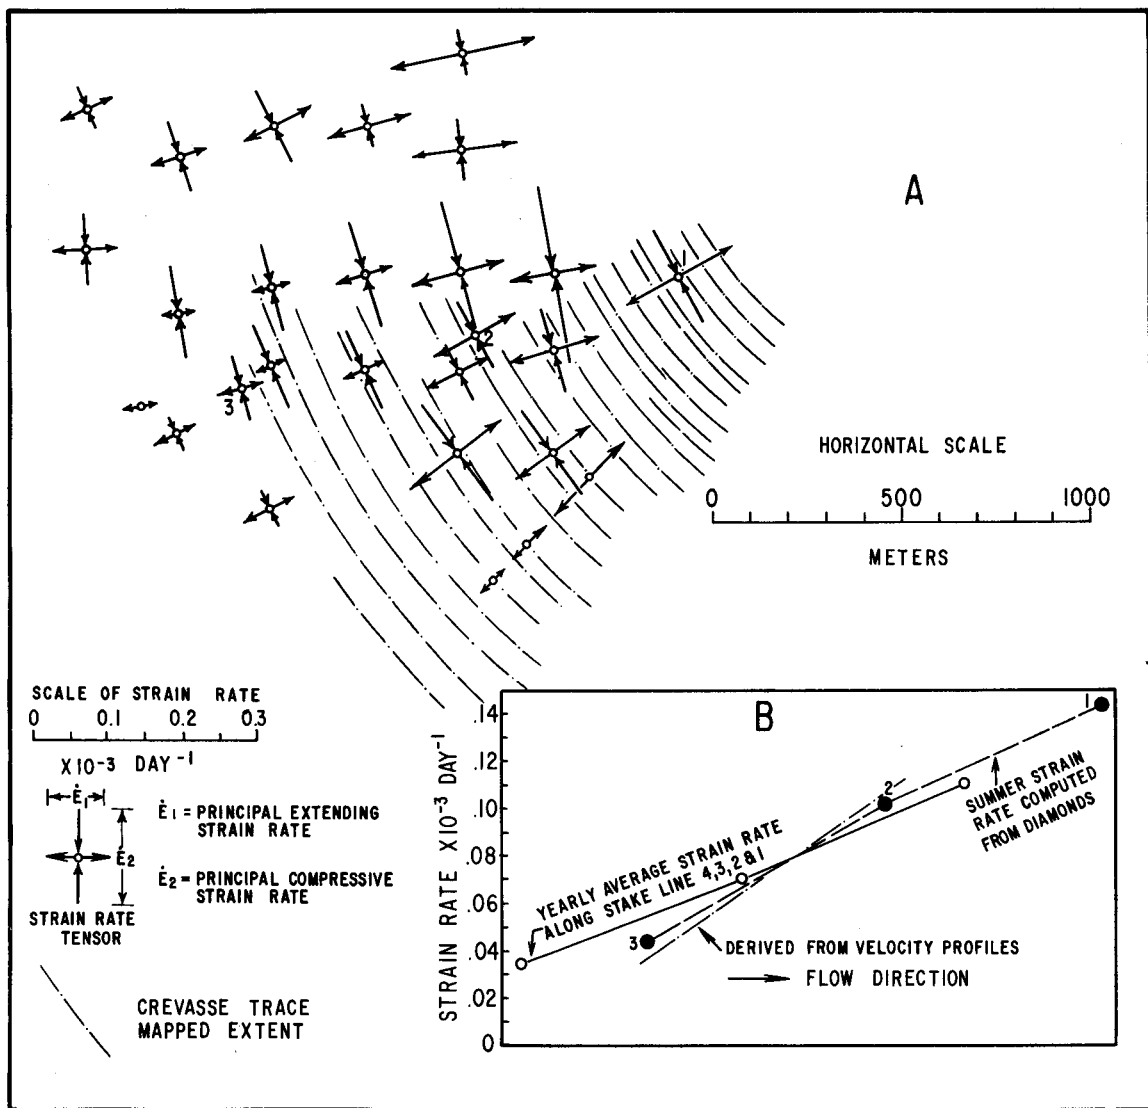 A
1
2
3
HORIZONTAL SCALE
0 500 1000
METERS
SCALE OF STRAIN RATE
0 0.1 0.2 0.3
X10⁻³ DAY⁻¹
Ė₁
Ė₂
STRAIN RATE
TENSOR
Ė₁ = PRINCIPAL EXTENDING
STRAIN RATE
Ė₂ = PRINCIPAL COMPRESSIVE
STRAIN RATE
CREVASSE TRACE
MAPPED EXTENT
B
STRAIN RATE X10⁻³ DAY⁻¹
.14
.12
.10
.08
.06
.04
.02
0
1
2
3
YEARLY AVERAGE STRAIN RATE
ALONG STAKE LINE 4,3,2&1
SUMMER STRAIN
RATE COMPUTED
FROM DIAMONDS
DERIVED FROM VELOCITY PROFILES
FLOW DIRECTION